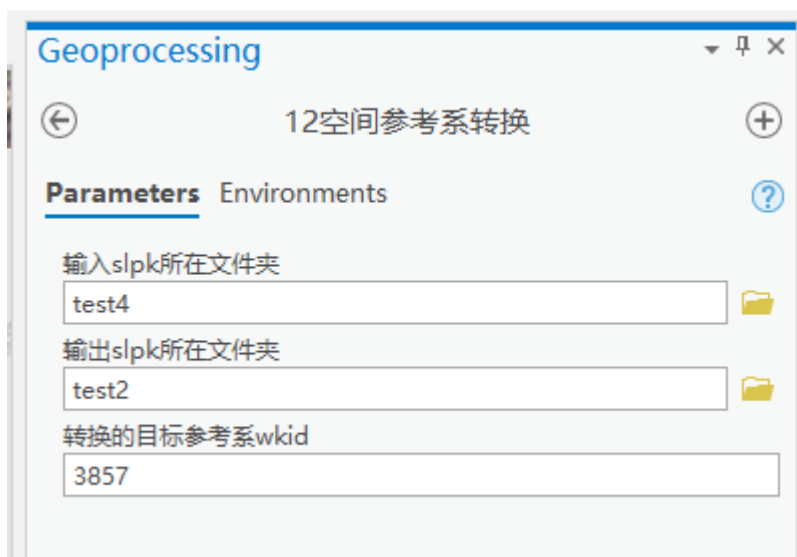 Geoprocessing
12空间参考系转换
Parameters Environments
输入slpk所在文件夹
test4
输出slpk所在文件夹
test2
转换的目标参考系wkid
3857